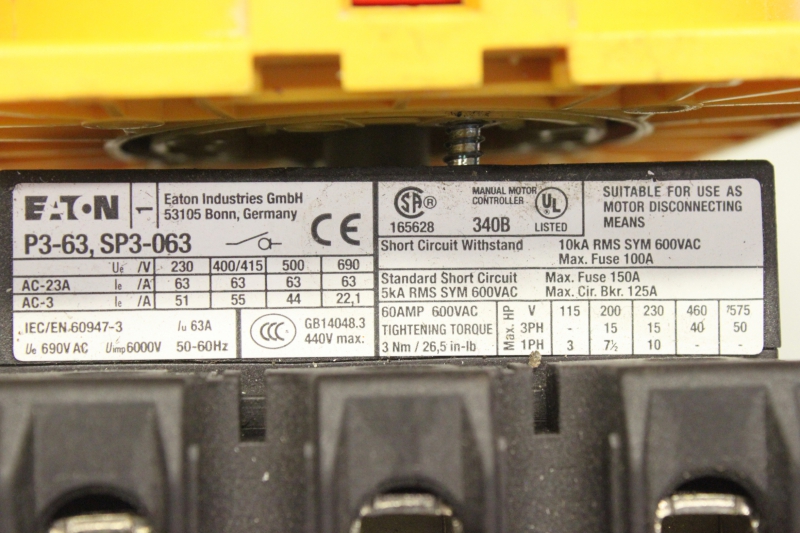 EATON
1
Eaton Industries GmbH
53105 Bonn, Germany
P3-63, SP3-063
CE
Ue /V 230 400/415 500 690
AC-23A Ie /A 63 63 63 63
AC-3 Ie /A 51 55 44 22,1
IEC/EN 60947-3 Iu 63A
Ue 690V AC Uimp 6000V 50-60Hz
CCC
GB14048.3
440V max.
SA®
165628
MANUAL MOTOR
CONTROLLER
340B
UL
LISTED
SUITABLE FOR USE AS
MOTOR DISCONNECTING
MEANS
Short Circuit Withstand 10kA RMS SYM 600VAC
Max. Fuse 100A
Standard Short Circuit Max. Fuse 150A
5kA RMS SYM 600VAC Max. Cir. Bkr. 125A
60AMP 600VAC
TIGHTENING TORQUE
3 Nm / 26,5 in-lb
Max. HP
V 115 200 230 460 575
3PH - 15 15 40 50
1PH 3 7½ 10 - -